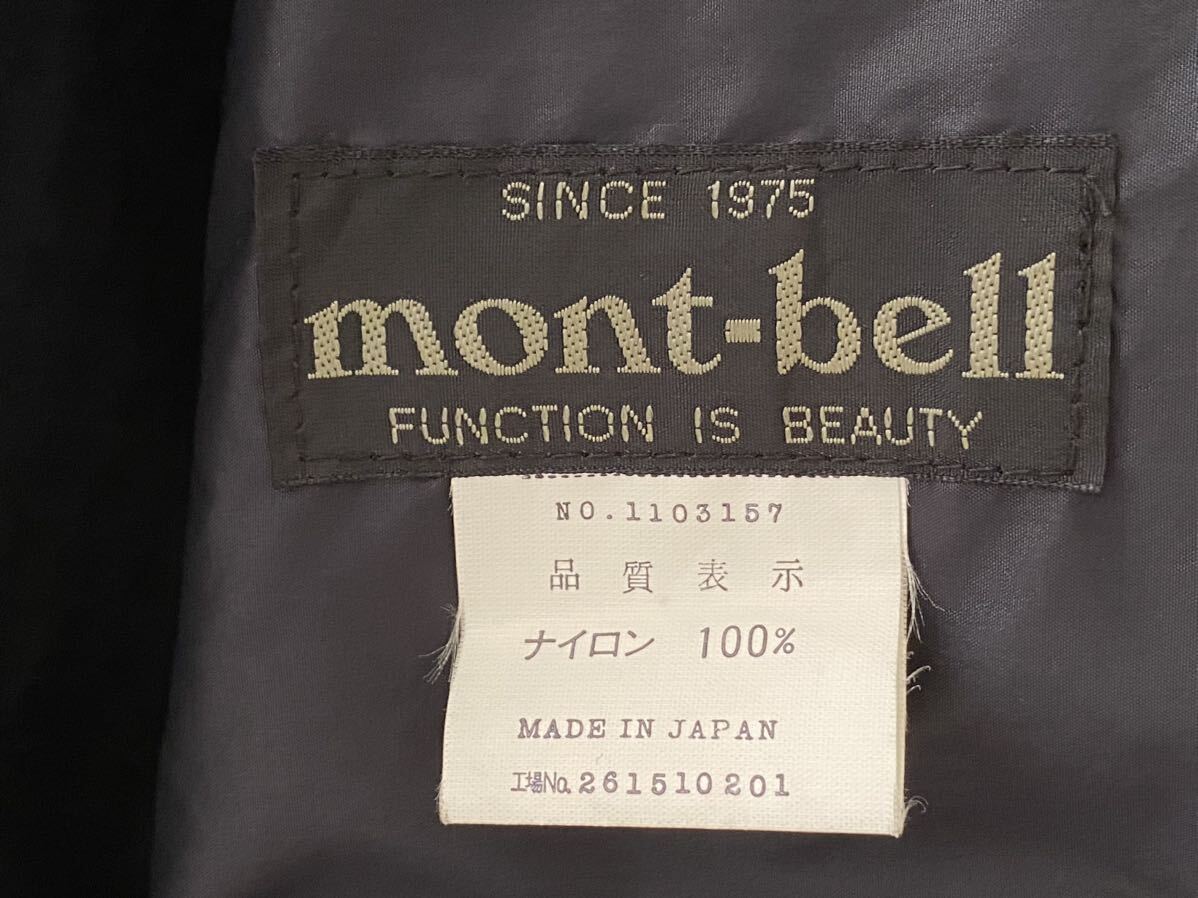 SINCE 1975
mont-bell
FUNCTION IS BEAUTY
NO.1103157
品質表示
ナイロン 100%
MADE IN JAPAN
工場No.261510201